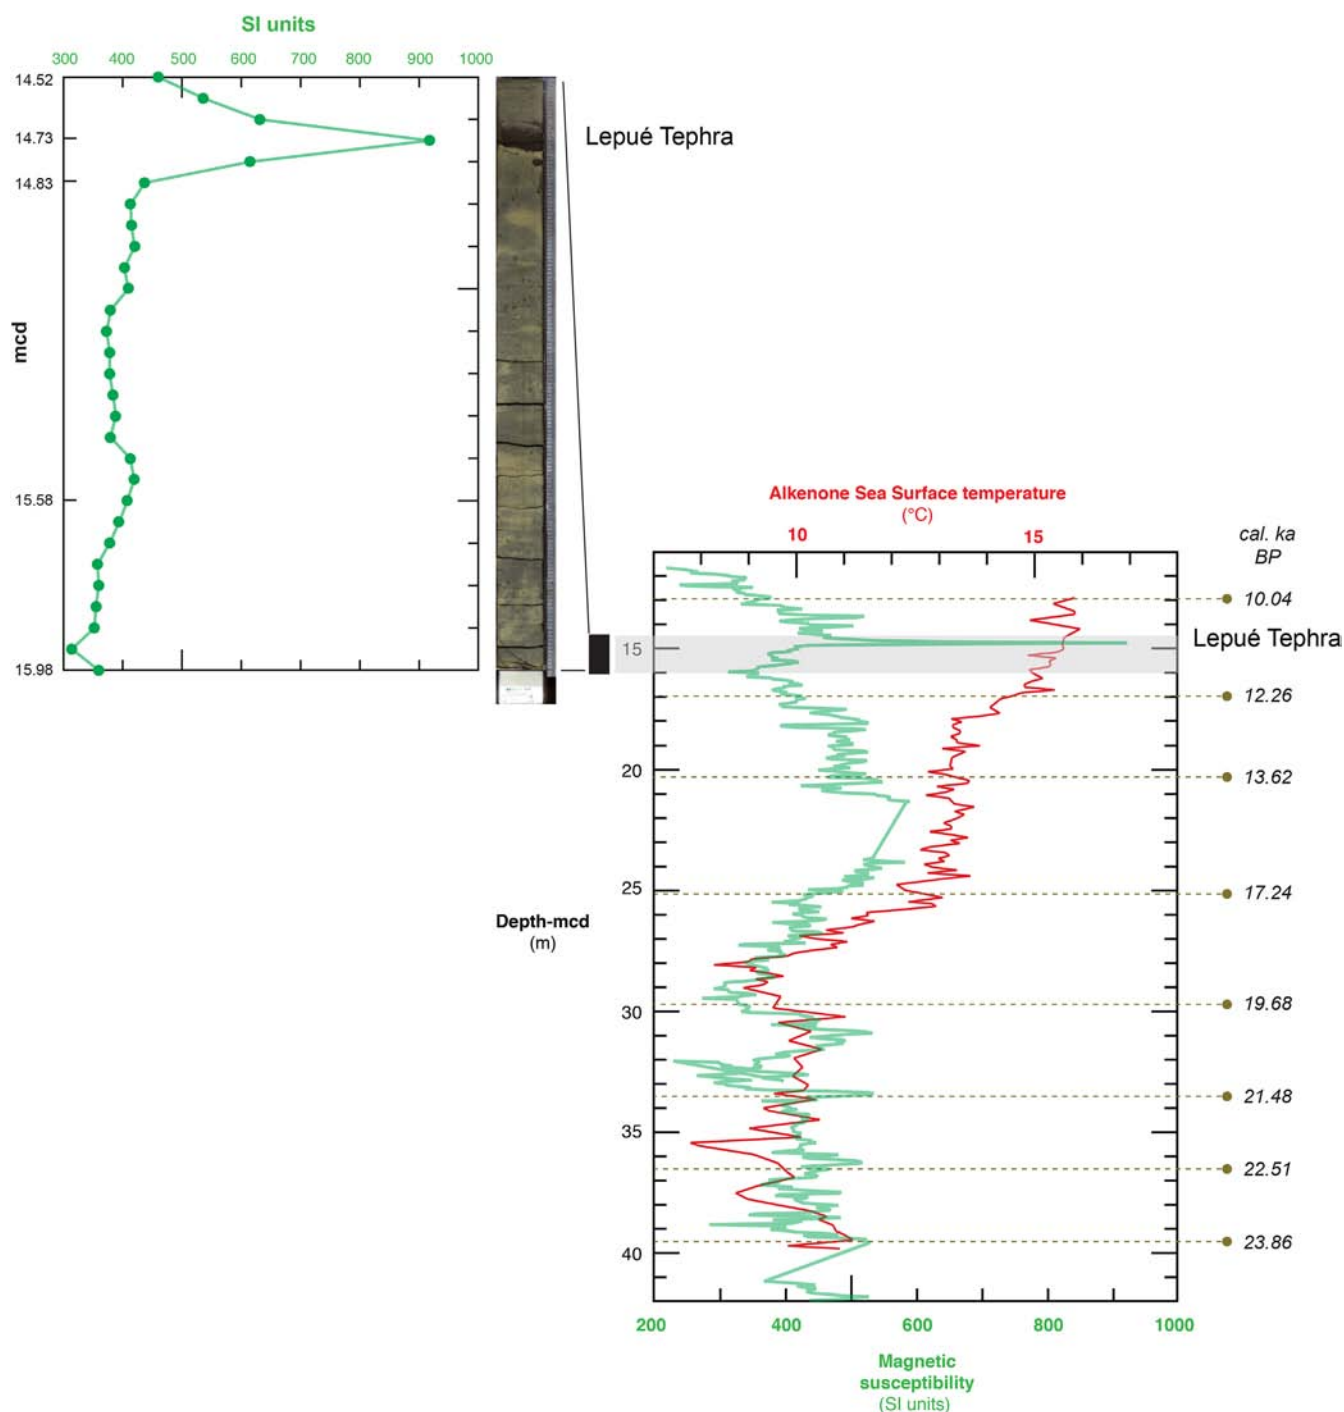 SI units
300 400 500 600 700 800 900 1000
14.52
14.73
14.83
mcd
15.58
15.98
Lepué Tephra
Alkenone Sea Surface temperature
(°C)
10 15
cal. ka
BP
10.04
Lepué Tephra
15
12.26
20
13.62
25
17.24
Depth-mcd
(m)
30
19.68
21.48
35
22.51
23.86
40
200 400 600 800 1000
Magnetic
susceptibility
(SI units)